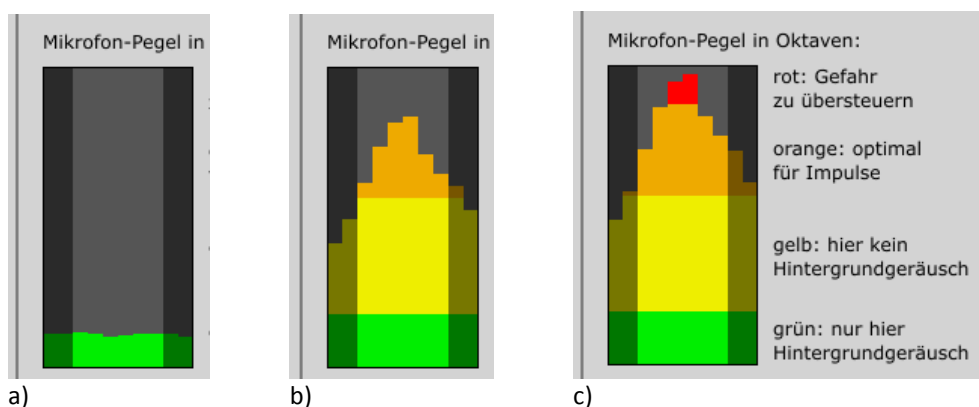 Mikrofon-Pegel in
Mikrofon-Pegel in
Mikrofon-Pegel in Oktaven:
rot: Gefahr
zu übersteuern
orange: optimal
für Impulse
gelb: hier kein
Hintergrundgeräusch
grün: nur hier
Hintergrundgeräusch
a)
b)
c)